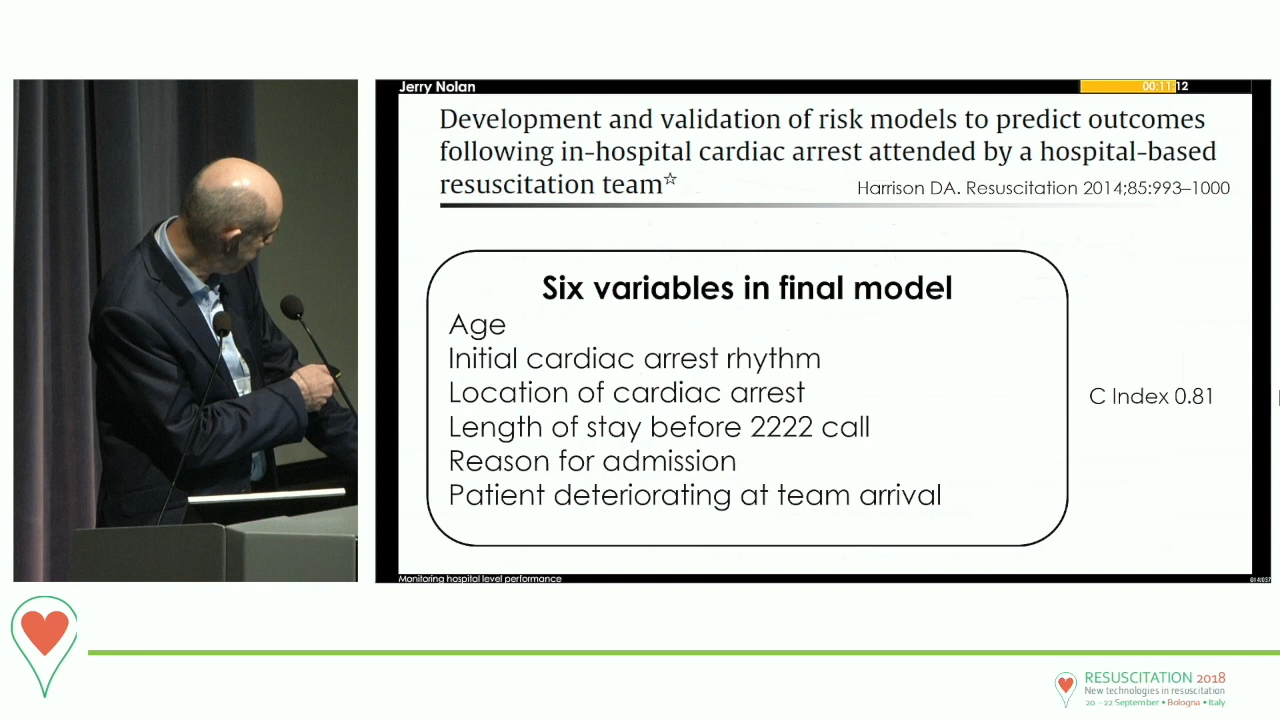 Jerry Nolan
00:11:12
Development and validation of risk models to predict outcomes
following in-hospital cardiac arrest attended by a hospital-based
resuscitation team☆
Harrison DA. Resuscitation 2014;85:993–1000
Six variables in final model
Age
Initial cardiac arrest rhythm
Location of cardiac arrest
Length of stay before 2222 call
Reason for admission
Patient deteriorating at team arrival
C Index 0.81
Monitoring hospital level performance
014/037
RESUSCITATION 2018
New technologies in resuscitation
20 - 22 September • Bologna • Italy